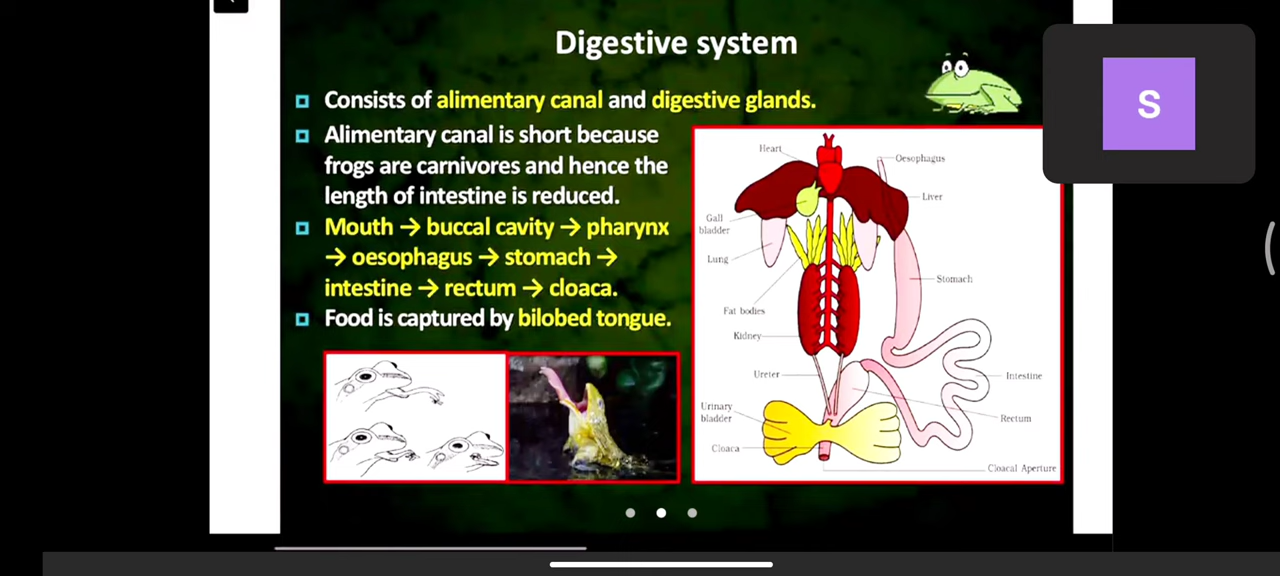 Digestive system
Consists of alimentary canal and digestive glands.
Alimentary canal is short because
frogs are carnivores and hence the
length of intestine is reduced.
Mouth → buccal cavity → pharynx
→ oesophagus → stomach →
intestine → rectum → cloaca.
Food is captured by bilobed tongue.
Heart
Oesophagus
Liver
Gall
bladder
Lung
Stomach
Fat bodies
Kidney
Ureter
Intestine
Urinary
bladder
Rectum
Cloaca
Cloacal Aperture
S